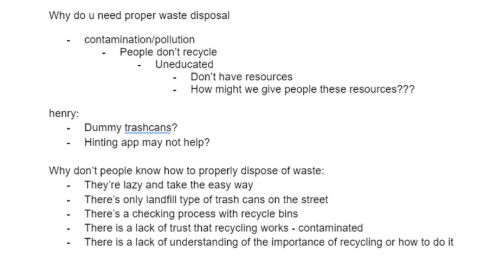 Why do u need proper waste disposal
- contamination/pollution
- People don't recycle
- Uneducated
- Don't have resources
- How might we give people these resources???
henry:
- Dummy trashcans?
- Hinting app may not help?
Why don't people know how to properly dispose of waste:
- They're lazy and take the easy way
- There's only landfill type of trash cans on the street
- There's a checking process with recycle bins
- There is a lack of trust that recycling works - contaminated
- There is a lack of understanding of the importance of recycling or how to do it